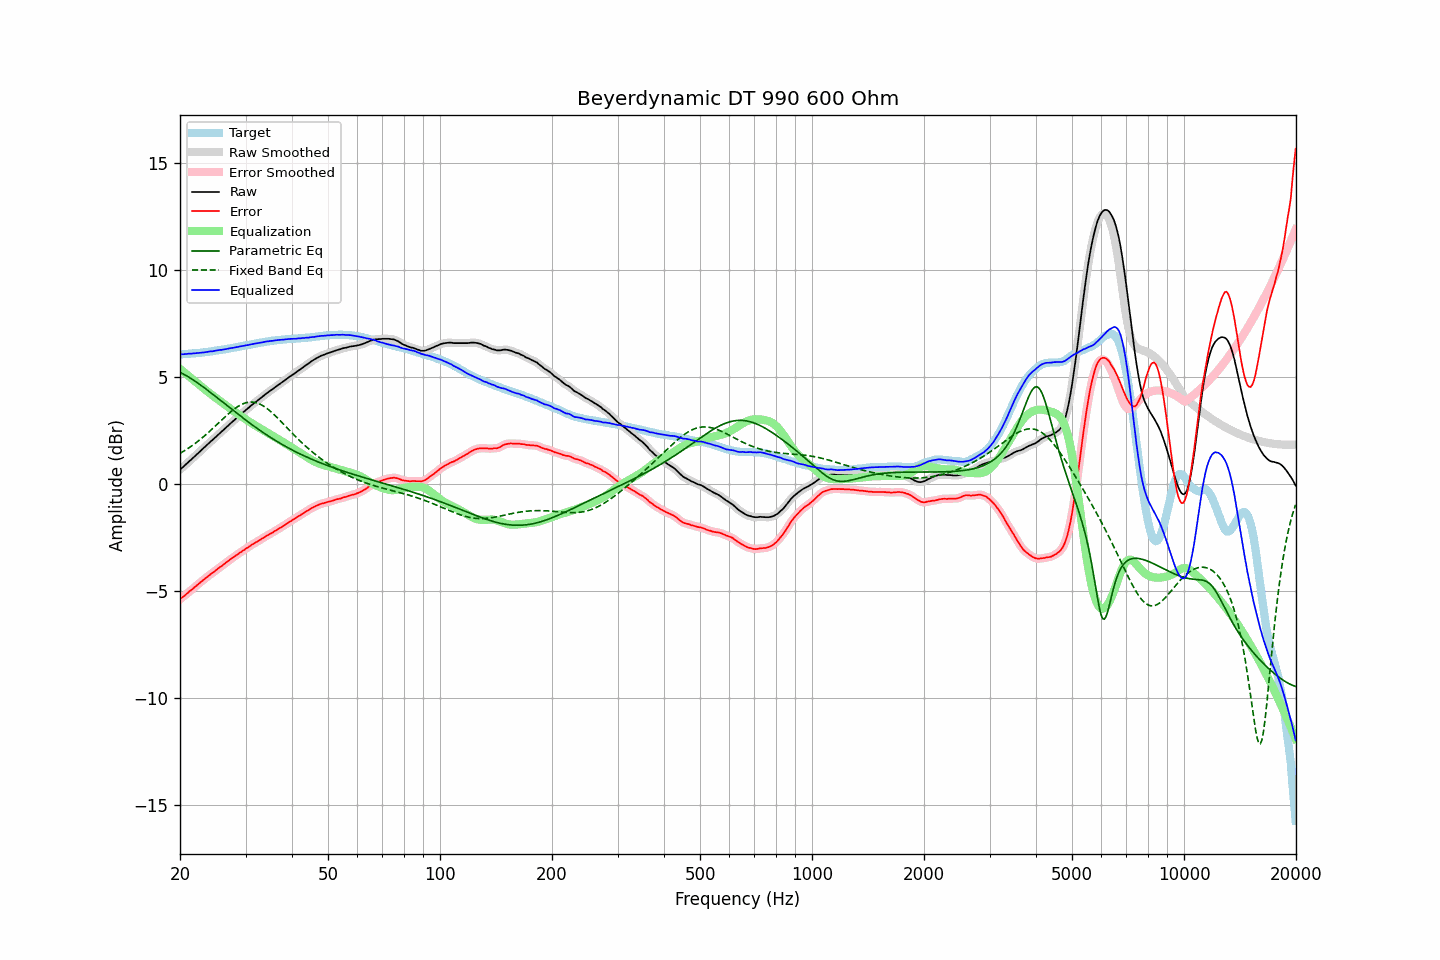 Beyerdynamic DT 990 600 Ohm
Target
Raw Smoothed
Error Smoothed
Raw
Error
Equalization
Parametric Eq
Fixed Band Eq
Equalized
15
10
5
0
−5
−10
−15
Amplitude (dBr)
20 50 100 200 500 1000 2000 5000 10000 20000
Frequency (Hz)